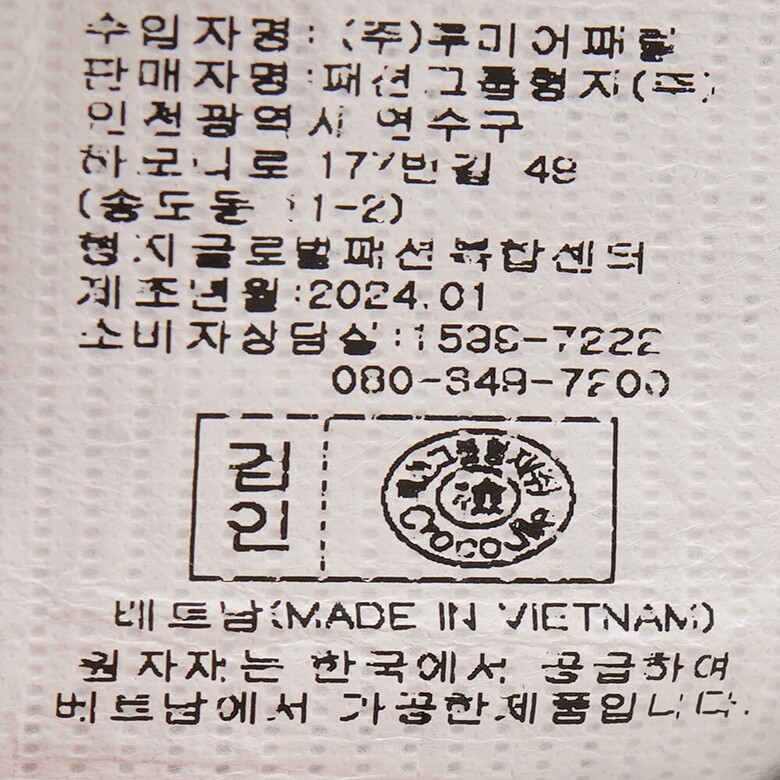 수입자명: (주)루미어패럴
판매자명:패션그룹형지(주)
인천광역시 연수구
하모니로 177번길 49
(송도동 11-2)
형지글로벌패션복합센터
제조년월:2024.01
소비자상담실:1588-7222
080-349-7200
검인
베트남(MADE IN VIETNAM)
원자재는 한국에서 공급하여
베트남에서 가공한제품입니다.